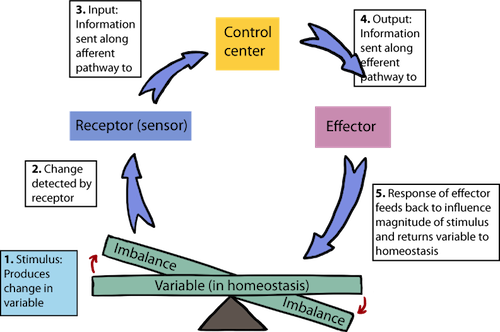 1. Stimulus:
Produces
change in
variable
2. Change
detected by
receptor
Receptor (sensor)
3. Input:
Information
sent along
afferent
pathway to
Control
center
4. Output:
Information
sent along
efferent
pathway to
Effector
5. Response of effector
feeds back to influence
magnitude of stimulus
and returns variable to
homeostasis
Imbalance
Variable (in homeostasis)
Imbalance